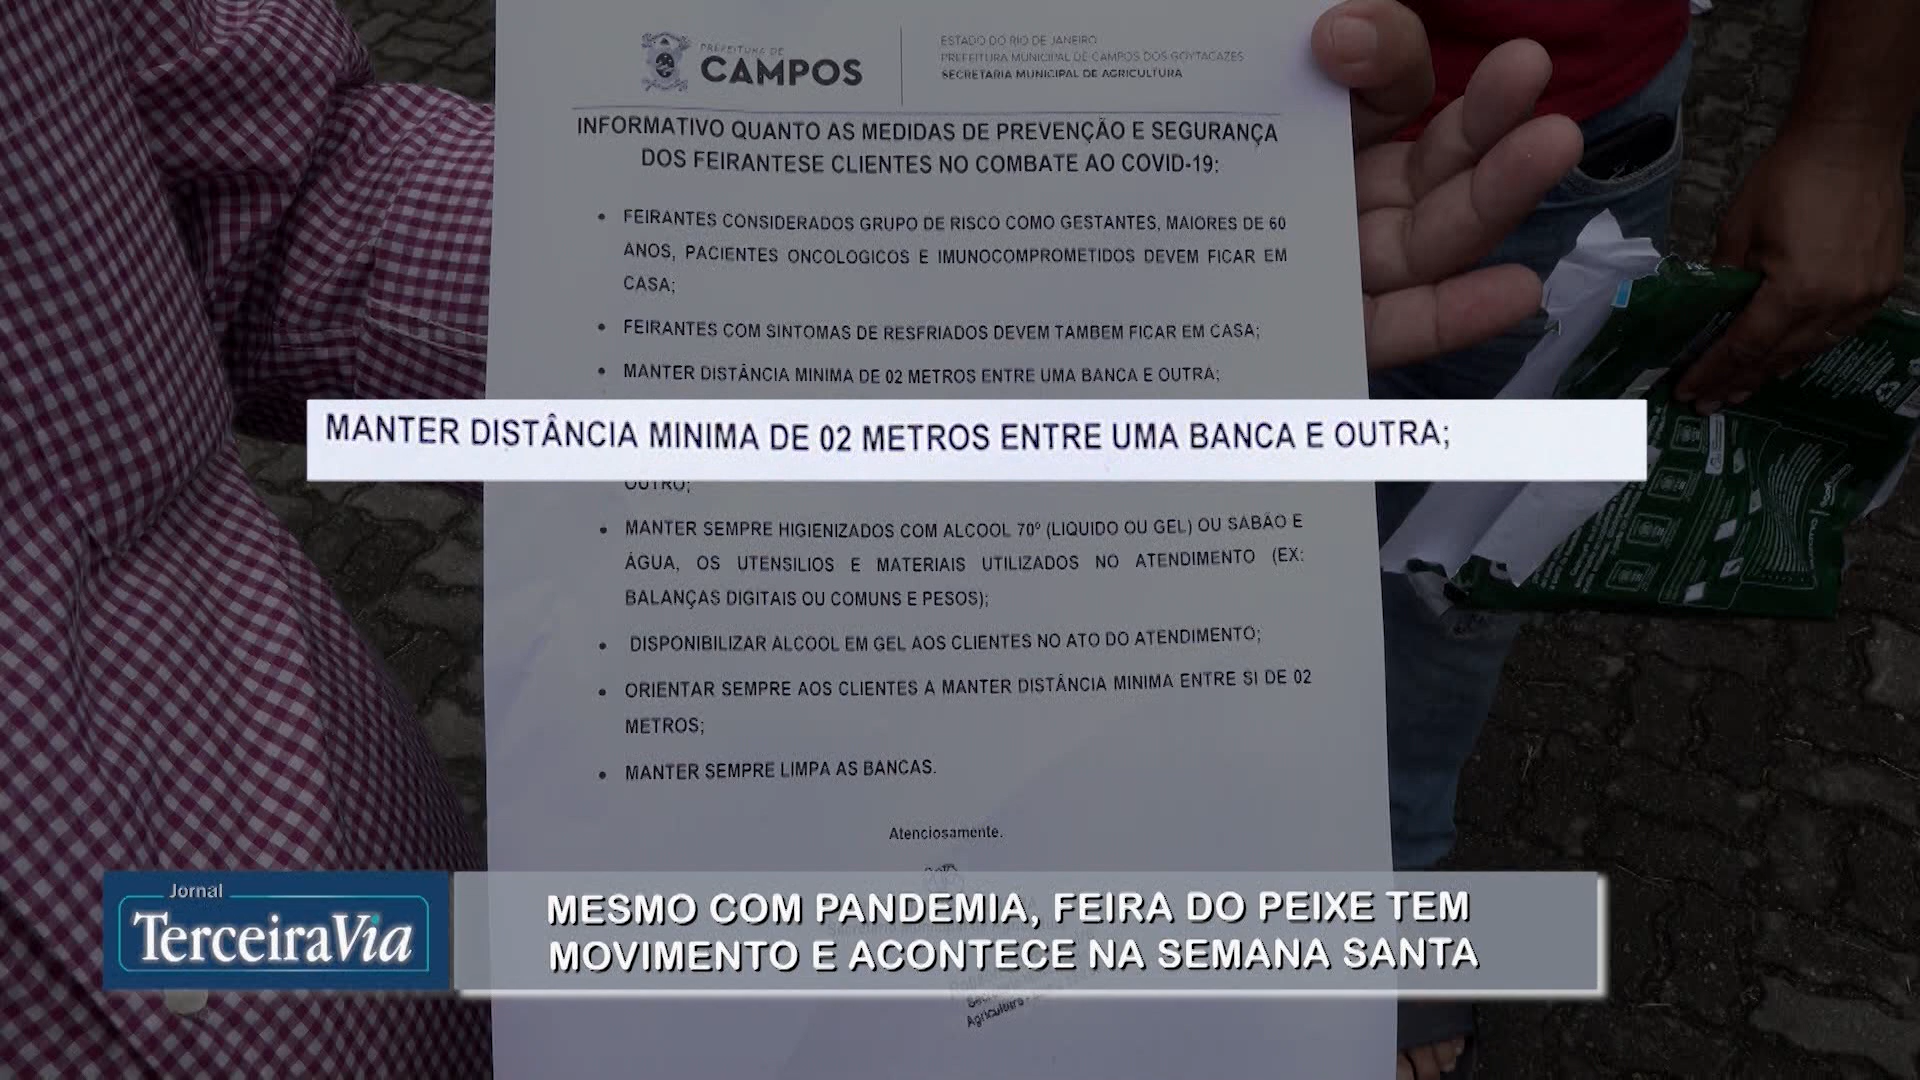 PREFEITURA DE
CAMPOS
ESTADO DO RIO DE JANEIRO
PREFEITURA MUNICIPAL DE CAMPOS DOS GOYTACAZES
SECRETARIA MUNICIPAL DE AGRICULTURA
INFORMATIVO QUANTO AS MEDIDAS DE PREVENÇÃO E SEGURANÇA
DOS FEIRANTESE CLIENTES NO COMBATE AO COVID-19:
• FEIRANTES CONSIDERADOS GRUPO DE RISCO COMO GESTANTES, MAIORES DE 60
ANOS, PACIENTES ONCOLOGICOS E IMUNOCOMPROMETIDOS DEVEM FICAR EM
CASA;
• FEIRANTES COM SINTOMAS DE RESFRIADOS DEVEM TAMBEM FICAR EM CASA;
• MANTER DISTÂNCIA MINIMA DE 02 METROS ENTRE UMA BANCA E OUTRA;
MANTER DISTÂNCIA MINIMA DE 02 METROS ENTRE UMA BANCA E OUTRA;
OUTRO;
• MANTER SEMPRE HIGIENIZADOS COM ALCOOL 70º (LIQUIDO OU GEL) OU SABÃO E
ÁGUA, OS UTENSILIOS E MATERIAIS UTILIZADOS NO ATENDIMENTO (EX:
BALANÇAS DIGITAIS OU COMUNS E PESOS);
• DISPONIBILIZAR ALCOOL EM GEL AOS CLIENTES NO ATO DO ATENDIMENTO;
• ORIENTAR SEMPRE AOS CLIENTES A MANTER DISTÂNCIA MINIMA ENTRE SI DE 02
METROS;
• MANTER SEMPRE LIMPA AS BANCAS.
Atenciosamente.
Jornal
TerceiraVia
MESMO COM PANDEMIA, FEIRA DO PEIXE TEM
MOVIMENTO E ACONTECE NA SEMANA SANTA